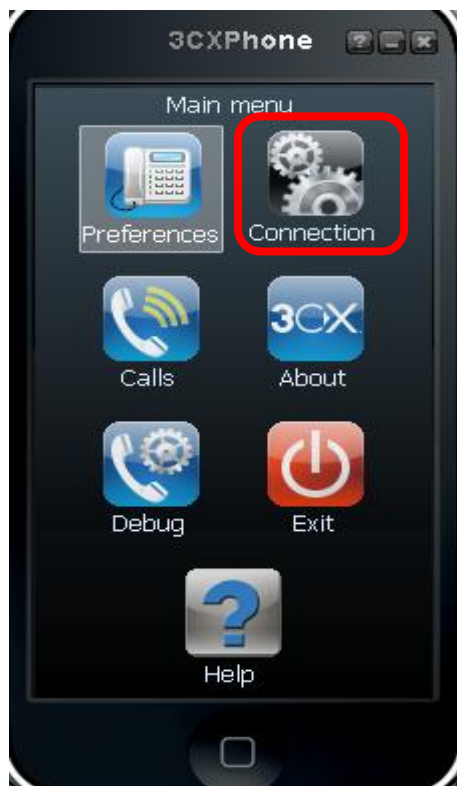 3CXPhone ? - x
Main menu
Preferences Connection
3CX
Calls About
Debug Exit
?
Help